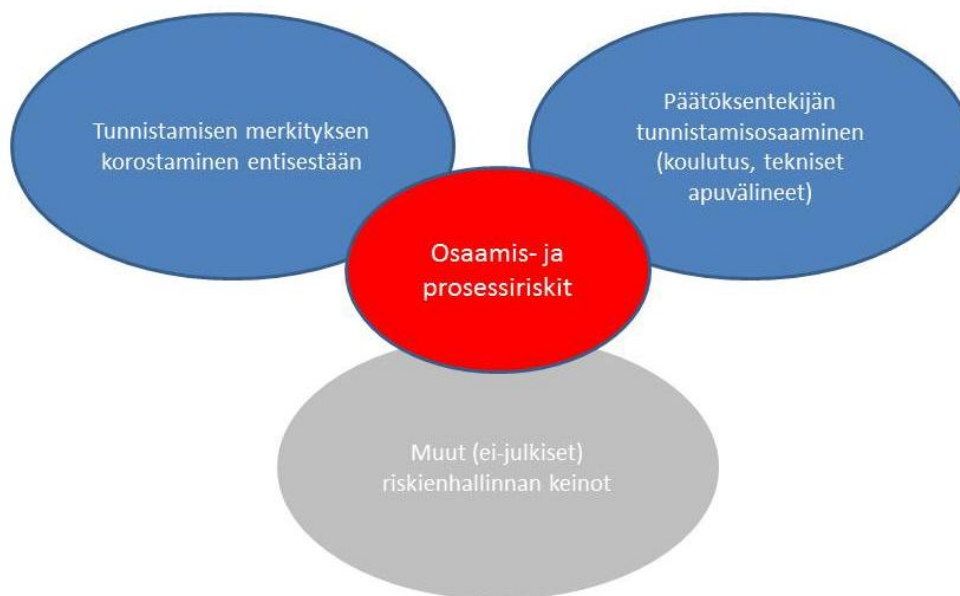 Tunnistamisen merkityksen
korostaminen entisestään
Päätöksentekijän
tunnistamisosaaminen
(koulutus, tekniset
apuvälineet)
Osaamis- ja
prosessiriskit
Muut (ei-julkiset)
riskienhallinnan keinot